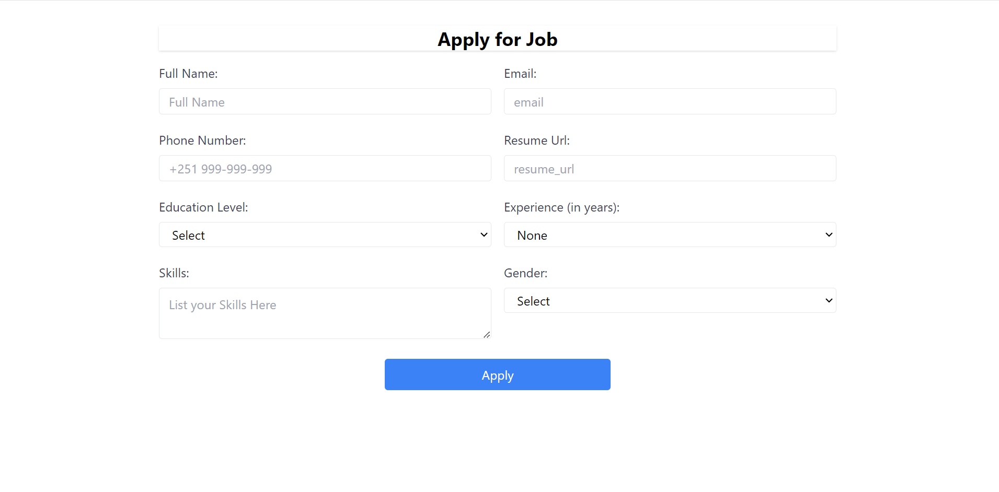 Apply for Job
Full Name:
Full Name
Email:
email
Phone Number:
+251 999-999-999
Resume Url:
resume_url
Education Level:
Select
Experience (in years):
None
Skills:
List your Skills Here
Gender:
Select
Apply